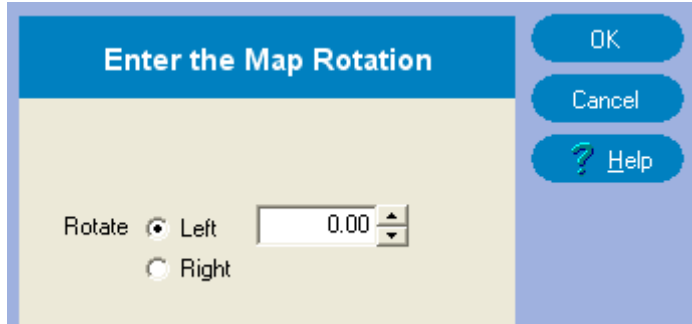 Enter the Map Rotation
OK
Cancel
Help
Rotate Left 0.00
Right